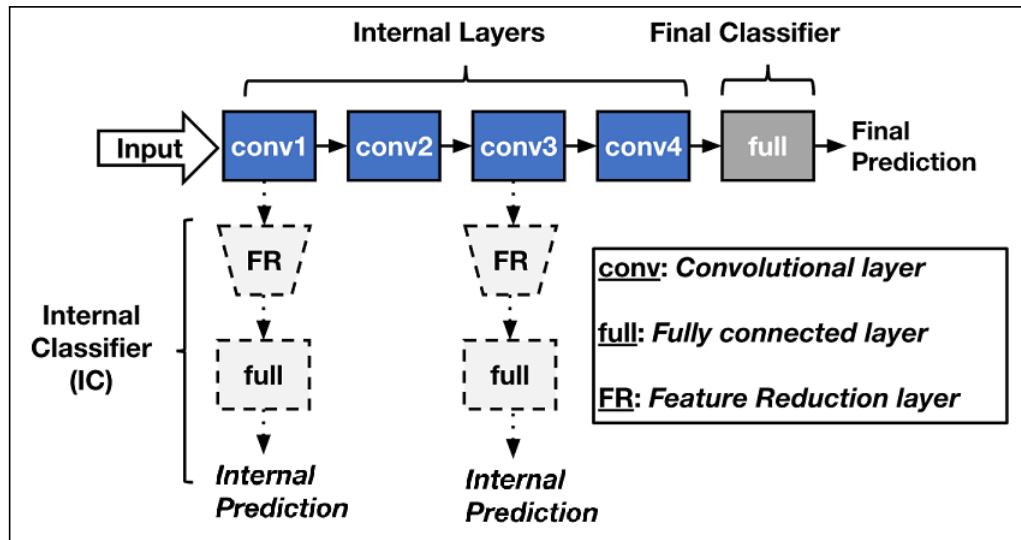 Internal Layers
Final Classifier
Input
conv1
conv2
conv3
conv4
full
Final
Prediction
FR
FR
Internal
Classifier
(IC)
full
full
Internal
Prediction
Internal
Prediction
conv: Convolutional layer
full: Fully connected layer
FR: Feature Reduction layer